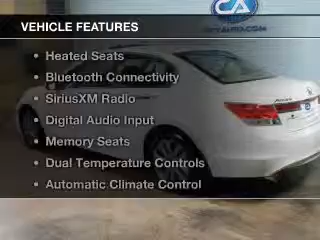 VEHICLE FEATURES
• Heated Seats
• Bluetooth Connectivity
• SiriusXM Radio
• Digital Audio Input
• Memory Seats
• Dual Temperature Controls
• Automatic Climate Control